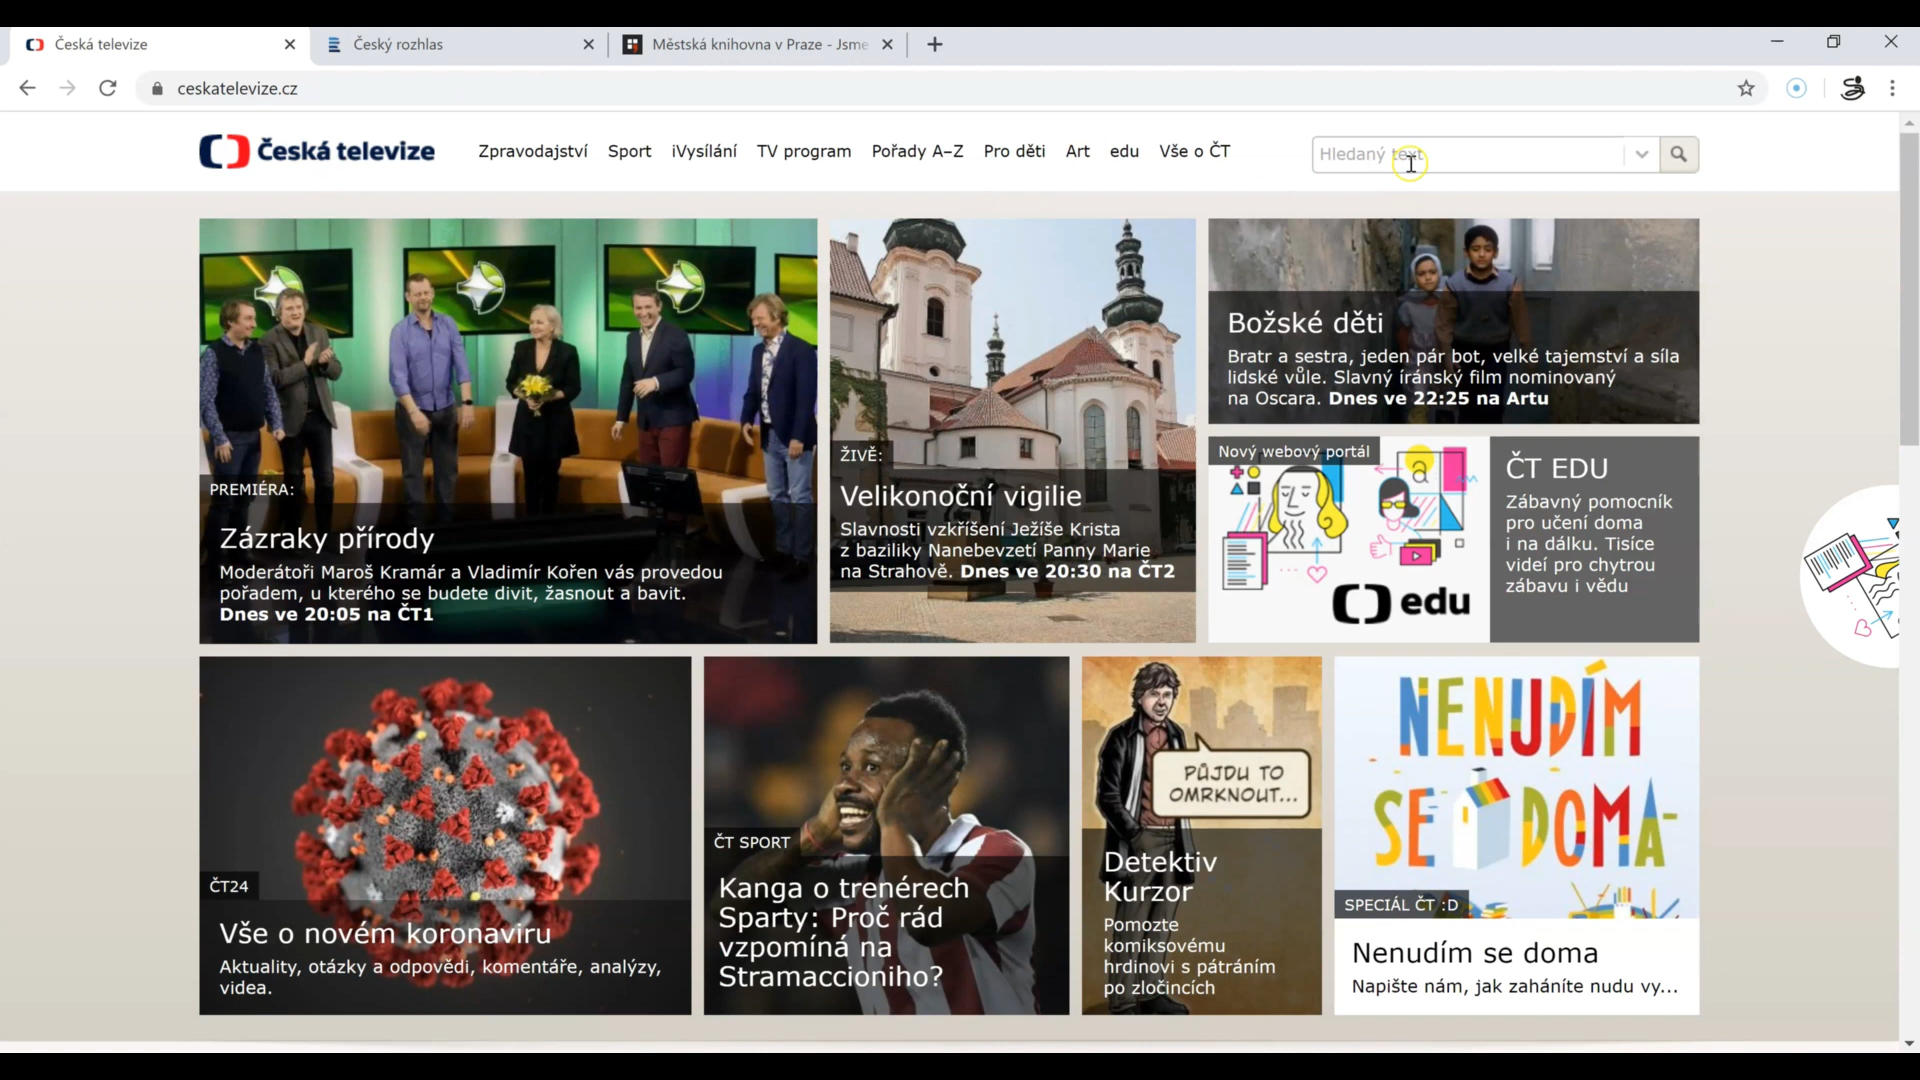 Česká televize
Český rozhlas
Městská knihovna v Praze - Jsme
ceskatelevize.cz
Česká televize
Zpravodajství Sport iVysílání TV program Pořady A–Z Pro děti Art edu Vše o ČT
Hledaný text
PREMIÉRA:
Zázraky přírody
Moderátoři Maroš Kramár a Vladimír Kořen vás provedou
pořadem, u kterého se budete divit, žasnout a bavit.
Dnes ve 20:05 na ČT1
ŽIVĚ:
Velikonoční vigilie
Slavnosti vzkříšení Ježíše Krista
z baziliky Nanebevzetí Panny Marie
na Strahově. Dnes ve 20:30 na ČT2
Božské děti
Bratr a sestra, jeden pár bot, velké tajemství a síla
lidské vůle. Slavný íránský film nominovaný
na Oscara. Dnes ve 22:25 na Artu
Nový webový portál
a
edu
ČT EDU
Zábavný pomocník
pro učení doma
i na dálku. Tisíce
videí pro chytrou
zábavu i vědu
ČT24
Vše o novém koronaviru
Aktuality, otázky a odpovědi, komentáře, analýzy,
videa.
ČT SPORT
Kanga o trenérech
Sparty: Proč rád
vzpomíná na
Stramaccioniho?
PŮJDU TO
OMRKNOUT...
Detektiv
Kurzor
Pomozte
komiksovému
hrdinovi s pátráním
po zločincích
NENUDÍM
SE DOMA
SPECIÁL ČT :D
Nenudím se doma
Napište nám, jak zaháníte nudu vy...